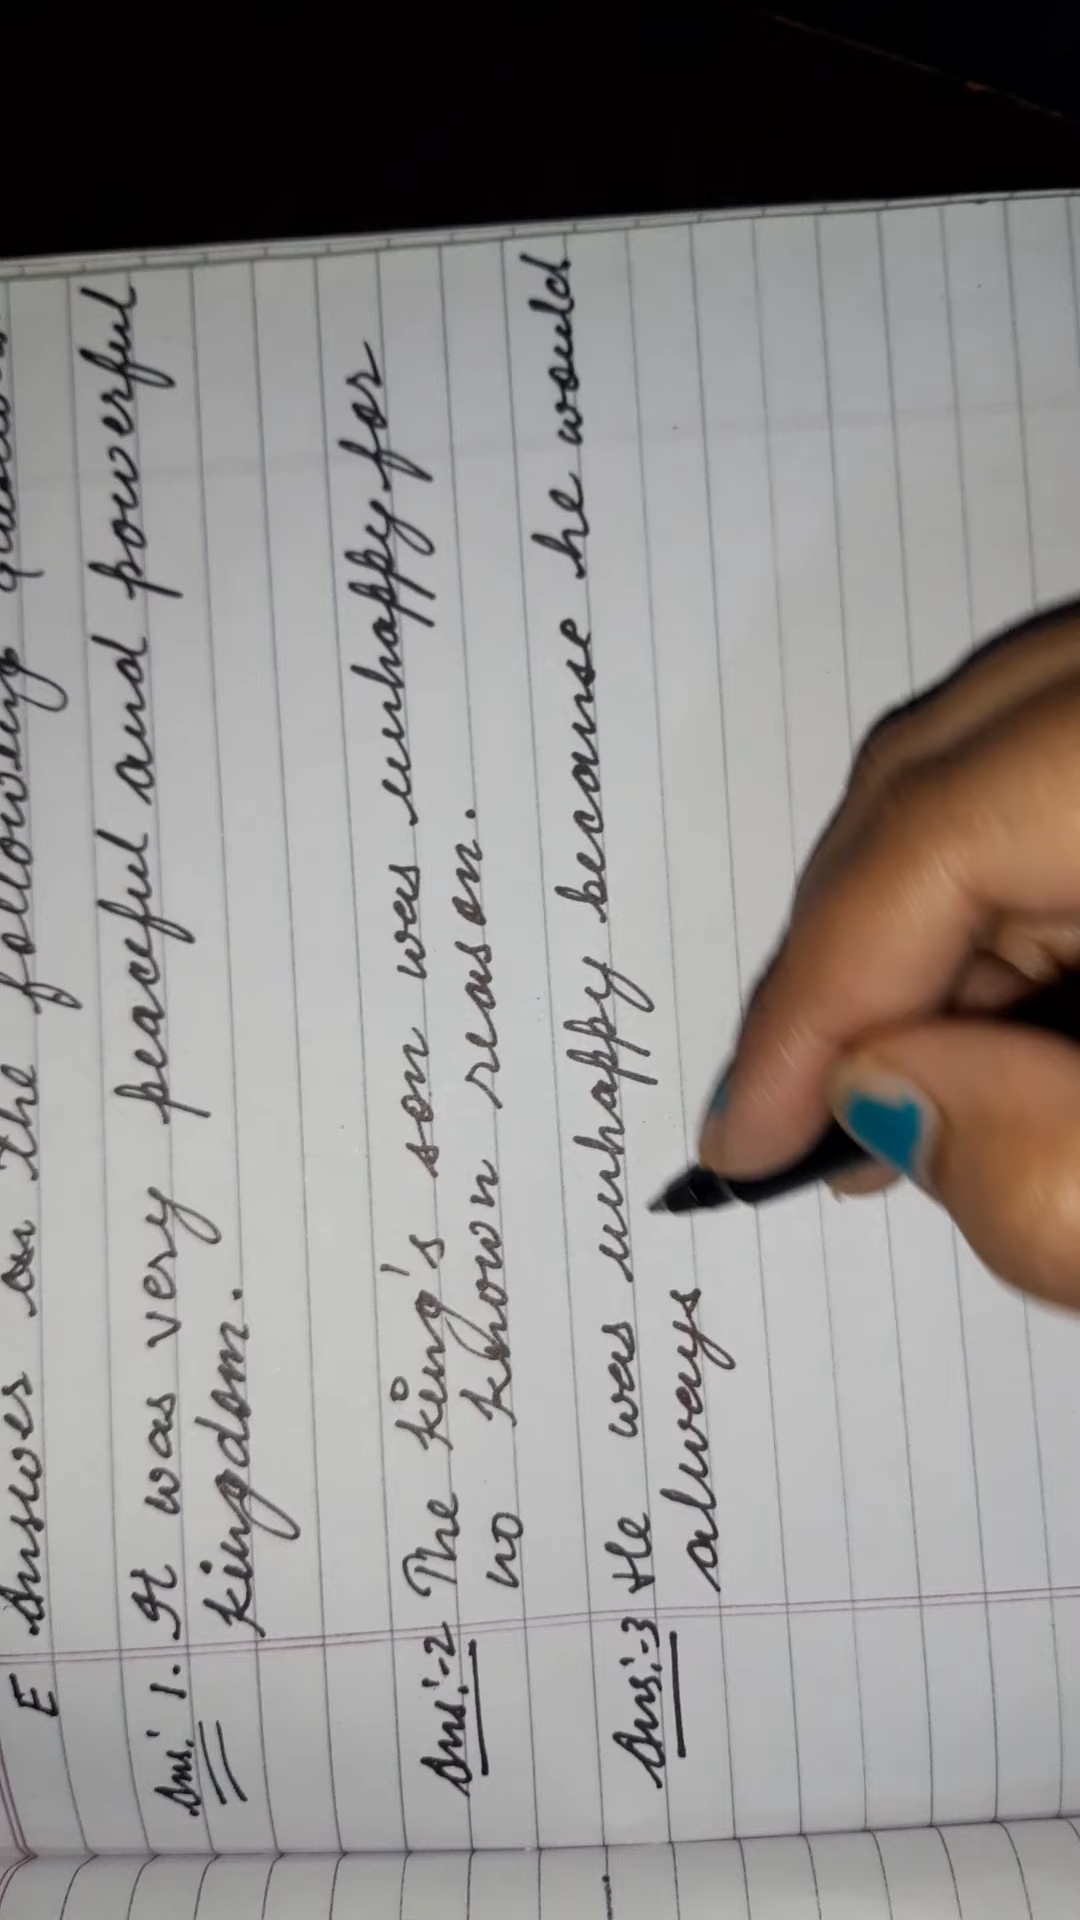 E Answer on the following
Ans: 1. It was very peaceful and powerful
kingdom.
Ans:-2 The king's son was unhappy for
no known reason.
Ans:-3 He was unhappy because he would
always